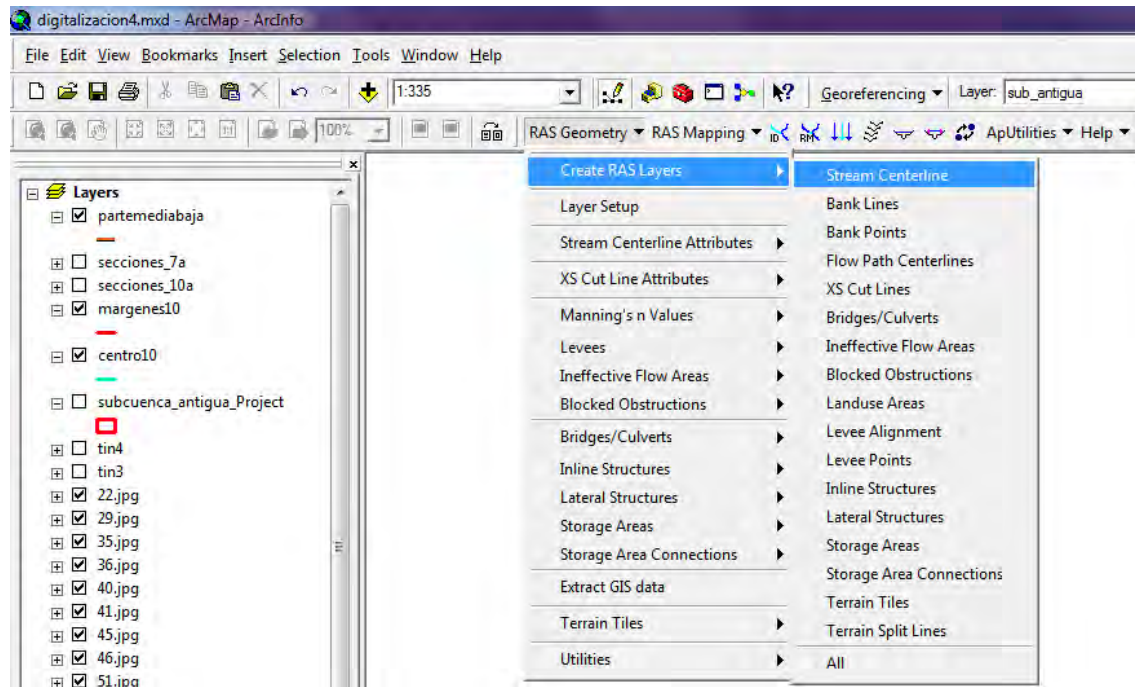 digitalizacion4.mxd - ArcMap - ArcInfo
File Edit View Bookmarks Insert Selection Tools Window Help
1:335 Georeferencing Layer: sub_antigua
100% RAS Geometry RAS Mapping ID RM ApUtilities Help
Layers
partemediabaja
secciones_7a
secciones_10a
margenes10
centro10
subcuenca_antigua_Project
tin4
tin3
22.jpg
29.jpg
35.jpg
36.jpg
40.jpg
41.jpg
45.jpg
46.jpg
51.jpg
Create RAS Layers
Layer Setup
Stream Centerline Attributes
XS Cut Line Attributes
Manning's n Values
Levees
Ineffective Flow Areas
Blocked Obstructions
Bridges/Culverts
Inline Structures
Lateral Structures
Storage Areas
Storage Area Connections
Extract GIS data
Terrain Tiles
Utilities
Stream Centerline
Bank Lines
Bank Points
Flow Path Centerlines
XS Cut Lines
Bridges/Culverts
Ineffective Flow Areas
Blocked Obstructions
Landuse Areas
Levee Alignment
Levee Points
Inline Structures
Lateral Structures
Storage Areas
Storage Area Connections
Terrain Tiles
Terrain Split Lines
All